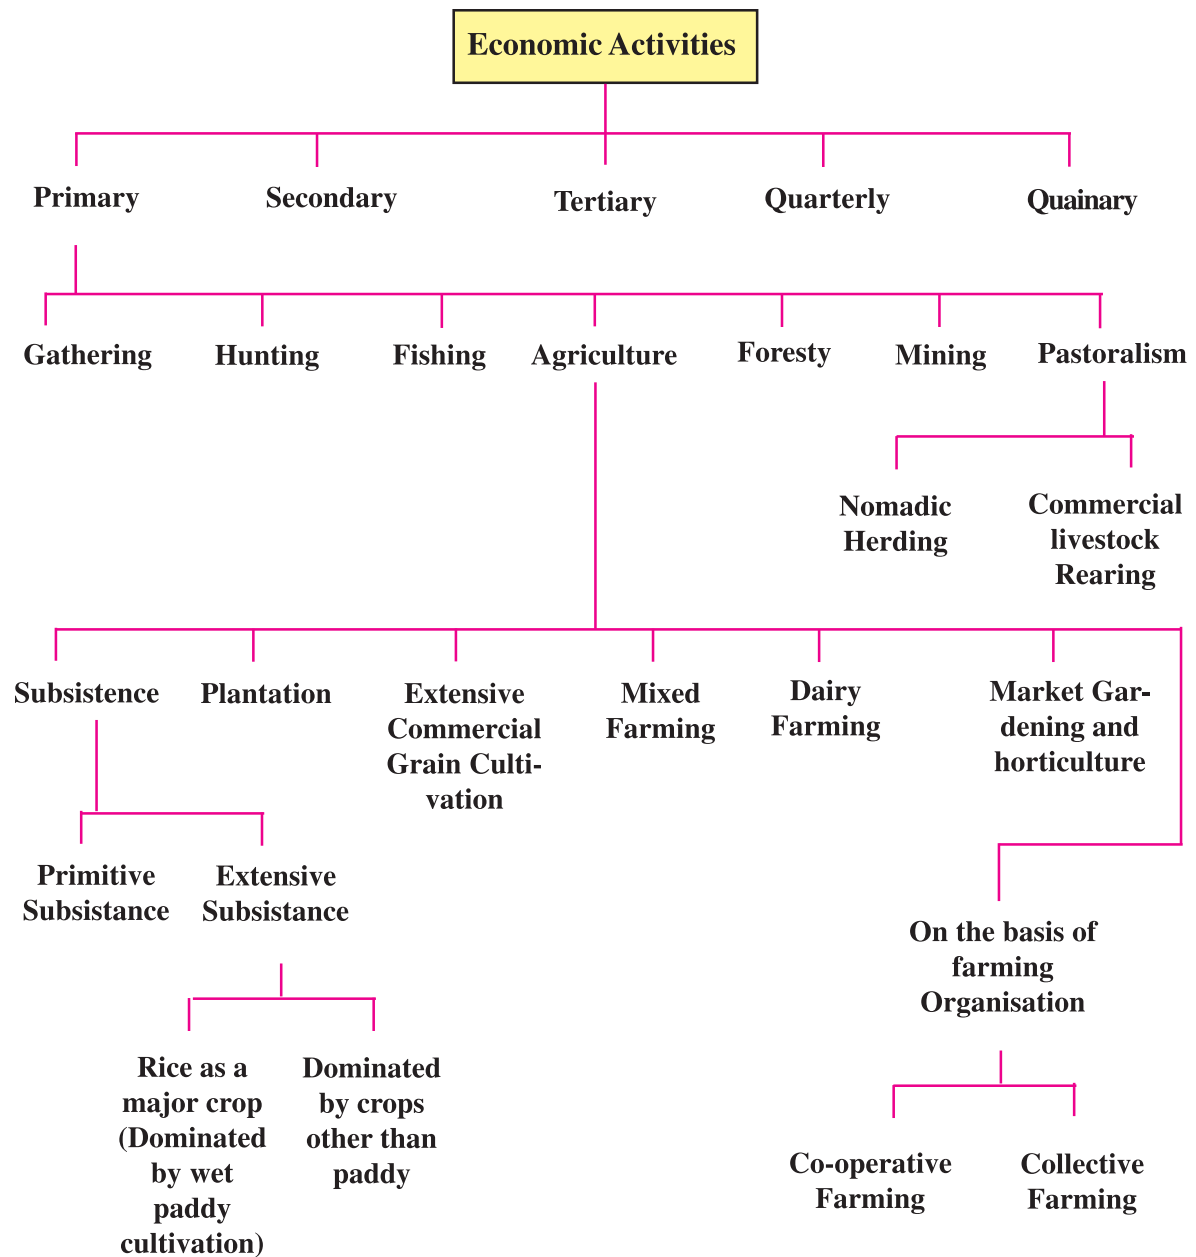 Economic Activities
Primary
Secondary
Tertiary
Quarterly
Quainary
Gathering
Hunting
Fishing
Agriculture
Foresty
Mining
Pastoralism
Nomadic
Herding
Commercial
livestock
Rearing
Subsistence
Plantation
Extensive
Commercial
Grain Culti-
vation
Mixed
Farming
Dairy
Farming
Market Gar-
dening and
horticulture
Primitive
Subsistance
Extensive
Subsistance
On the basis of
farming
Organisation
Rice as a
major crop
(Dominated
by wet
paddy
cultivation)
Dominated
by crops
other than
paddy
Co-operative
Farming
Collective
Farming